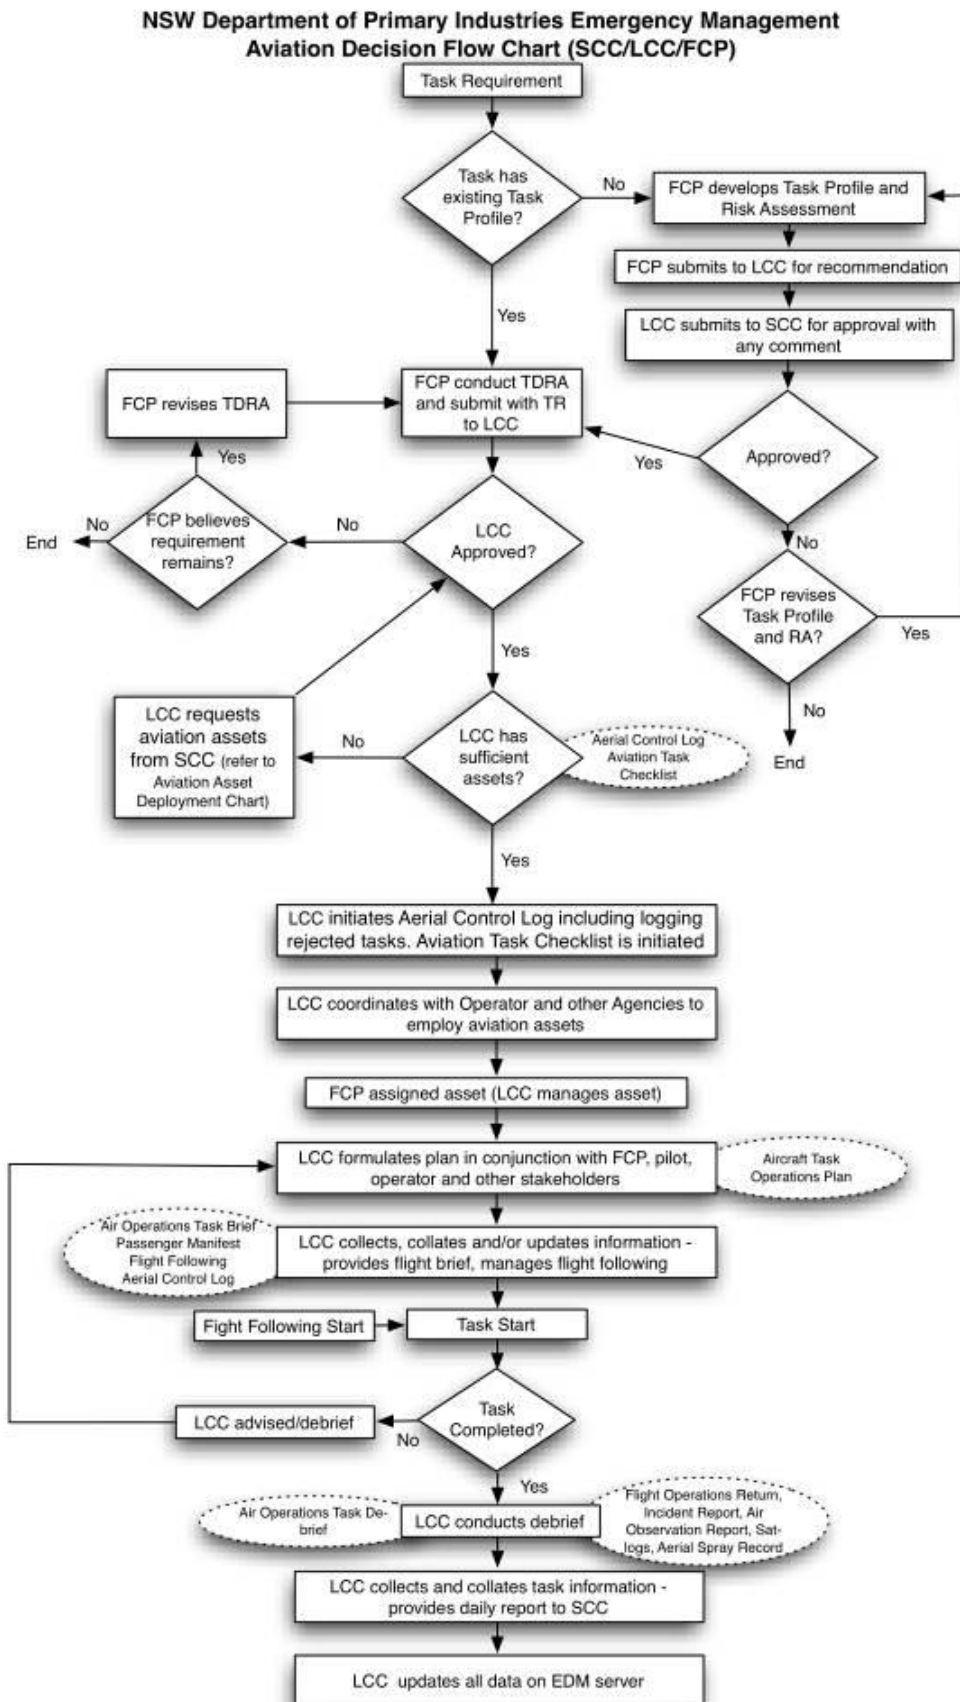 NSW Department of Primary Industries Emergency Management
Aviation Decision Flow Chart (SCC/LCC/FCP)
Task Requirement
Task has
existing Task
Profile?
No
FCP develops Task Profile and
Risk Assessment
FCP submits to LCC for recommendation
Yes
LCC submits to SCC for approval with
any comment
FCP revises TDRA
FCP conduct TDRA
and submit with TR
to LCC
Yes
Yes
Approved?
End
No
FCP believes
requirement
remains?
No
LCC
Approved?
No
FCP revises
Task Profile
and RA?
Yes
Yes
No
End
LCC requests
aviation assets
from SCC (refer to
Aviation Asset
Deployment Chart)
No
LCC has
sufficient
assets?
Aerial Control Log
Aviation Task
Checklist
Yes
LCC initiates Aerial Control Log including logging
rejected tasks. Aviation Task Checklist is initiated
LCC coordinates with Operator and other Agencies to
employ aviation assets
FCP assigned asset (LCC manages asset)
LCC formulates plan in conjunction with FCP, pilot,
operator and other stakeholders
Aircraft Task
Operations Plan
Air Operations Task Brief
Passenger Manifest
Flight Following
Aerial Control Log
LCC collects, collates and/or updates information -
provides flight brief, manages flight following
Fight Following Start
Task Start
LCC advised/debrief
No
Task
Completed?
Yes
Air Operations Task De-
brief
LCC conducts debrief
Flight Operations Return,
Incident Report, Air
Observation Report, Sat-
logs, Aerial Spray Record
LCC collects and collates task information -
provides daily report to SCC
LCC updates all data on EDM server